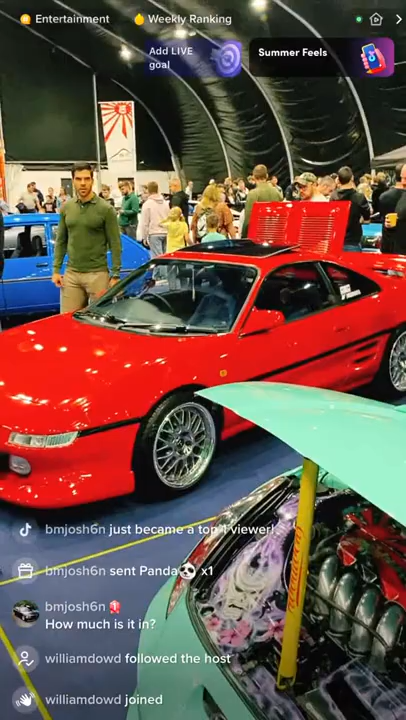 Entertainment
Weekly Ranking
Add LIVE
goal
Summer Feels
bmjosh6n just became a top 1 viewer!
bmjosh6n sent Panda x1
bmjosh6n
How much is it in?
williamdowd followed the host
williamdowd joined